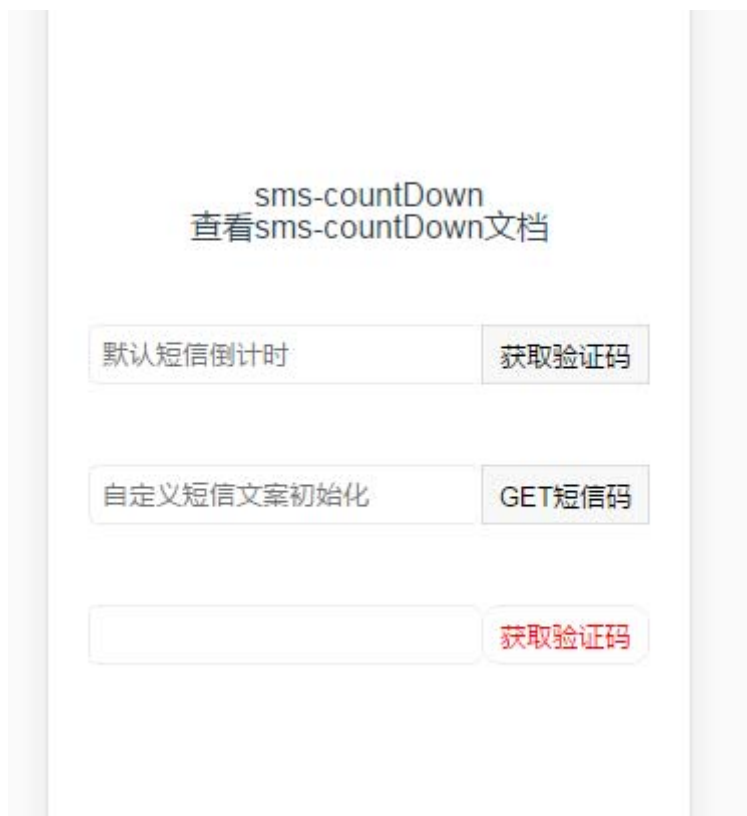 sms-countDown
查看sms-countDown文档
默认短信倒计时 获取验证码
自定义短信文案初始化 GET短信码
获取验证码